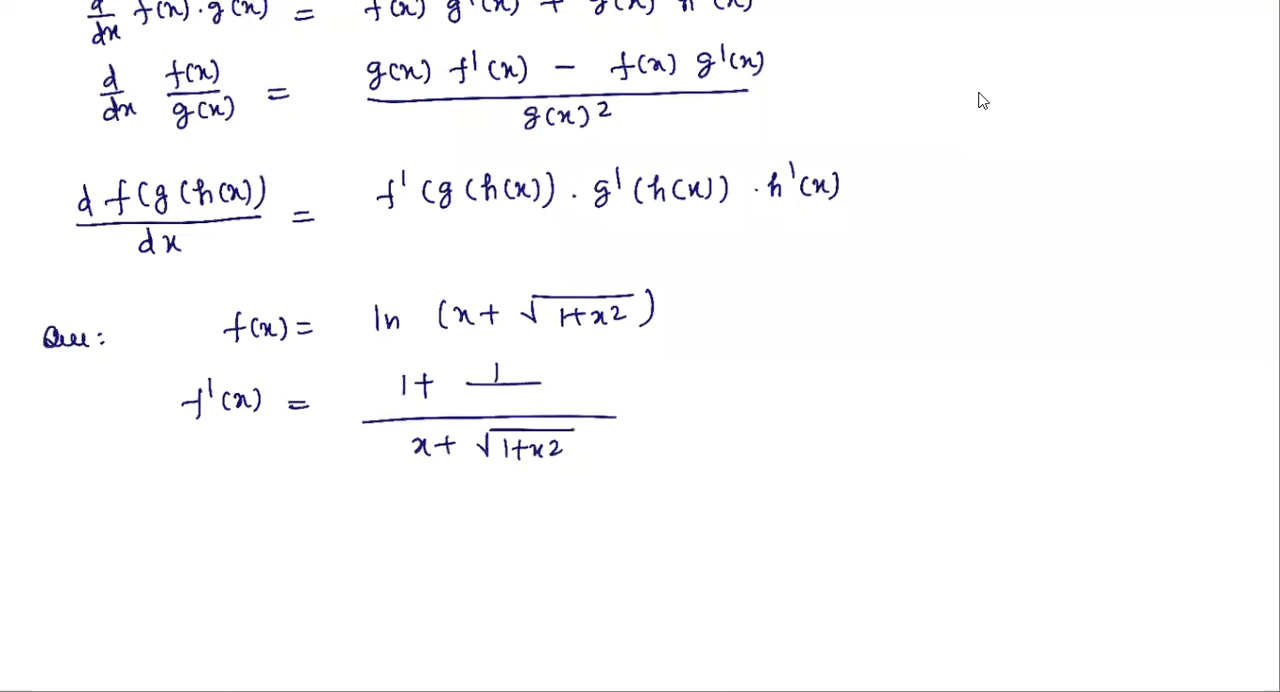 d/dx f(x)·g(x) = f(x) g'(x) + g(x) h'(x)
d/dx f(x)/g(x) = (g(x) f'(x) - f(x) g'(x))/g(x)2
d f(g(h(x))/dx = f'(g(h(x)) · g'(h(x)) · h'(x)
Que: f(x) = ln (x + √1+x2)
f'(x) = (1 + 1/)/(x + √1+x2)